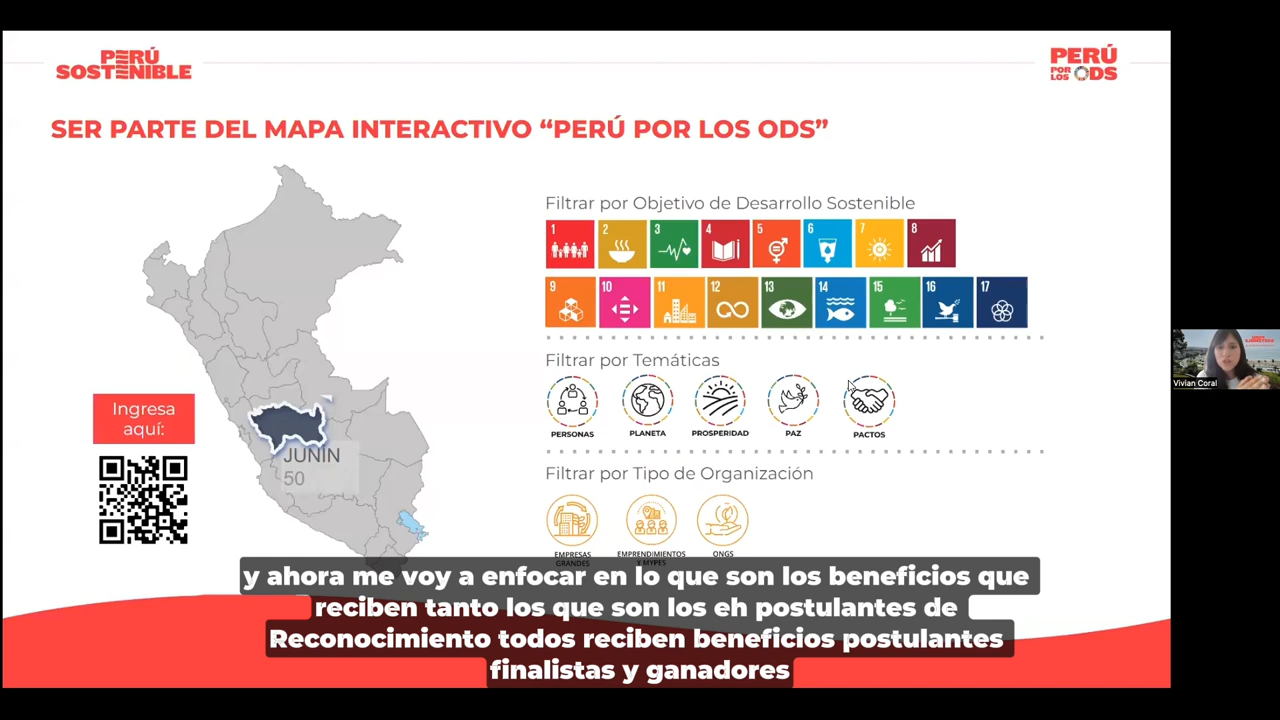 PERÚ
SOSTENIBLE
PERÚ
POR
LOS ODS
SER PARTE DEL MAPA INTERACTIVO “PERÚ POR LOS ODS”
Filtrar por Objetivo de Desarrollo Sostenible
1 2 3 4 5 6 7 8
9 10 11 12 13 14 15 16 17
Filtrar por Temáticas
PERSONAS PLANETA PROSPERIDAD PAZ PACTOS
Ingresa
aquí:
JUNÍN
50
Filtrar por Tipo de Organización
EMPRESAS
GRANDES
EMPRENDIMIENTOS
Y MYPES
ONGS
Vivian Coral
y ahora me voy a enfocar en lo que son los beneficios que
reciben tanto los que son los eh postulantes de
Reconocimiento todos reciben beneficios postulantes
finalistas y ganadores